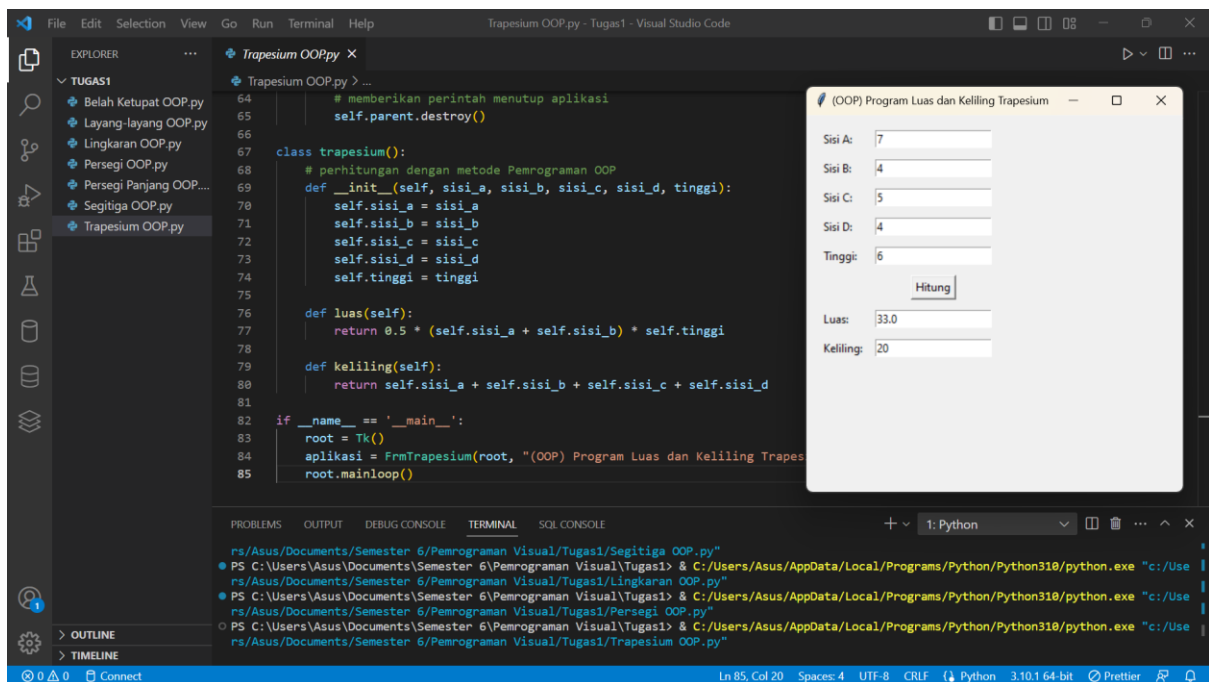 File Edit Selection View Go Run Terminal Help Trapesium OOP.py - Tugas1 - Visual Studio Code
EXPLORER ...
TUGAS1
Belah Ketupat OOP.py
Layang-layang OOP.py
Lingkaran OOP.py
Persegi OOP.py
Persegi Panjang OOP....
Segitiga OOP.py
Trapesium OOP.py
OUTLINE
TIMELINE
Trapesium OOP.py
Trapesium OOP.py > ...
64 # memberikan perintah menutup aplikasi
65 self.parent.destroy()
66
67 class trapesium():
68 # perhitungan dengan metode Pemrograman OOP
69 def __init__(self, sisi_a, sisi_b, sisi_c, sisi_d, tinggi):
70 self.sisi_a = sisi_a
71 self.sisi_b = sisi_b
72 self.sisi_c = sisi_c
73 self.sisi_d = sisi_d
74 self.tinggi = tinggi
75
76 def luas(self):
77 return 0.5 * (self.sisi_a + self.sisi_b) * self.tinggi
78
79 def keliling(self):
80 return self.sisi_a + self.sisi_b + self.sisi_c + self.sisi_d
81
82 if __name__ == '__main__':
83 root = Tk()
84 aplikasi = FrmTrapesium(root, "(OOP) Program Luas dan Keliling Trapes
85 root.mainloop()
(OOP) Program Luas dan Keliling Trapesium
Sisi A: 7
Sisi B: 4
Sisi C: 5
Sisi D: 4
Tinggi: 6
Hitung
Luas: 33.0
Keliling: 20
PROBLEMS OUTPUT DEBUG CONSOLE TERMINAL SQL CONSOLE 1: Python
rs/Asus/Documents/Semester 6/Pemrograman Visual/Tugas1/Segitiga OOP.py"
PS C:\Users\Asus\Documents\Semester 6\Pemrograman Visual\Tugas1> & C:/Users/Asus/AppData/Local/Programs/Python/Python310/python.exe "c:/Use
rs/Asus/Documents/Semester 6/Pemrograman Visual/Tugas1/Lingkaran OOP.py"
PS C:\Users\Asus\Documents\Semester 6\Pemrograman Visual\Tugas1> & C:/Users/Asus/AppData/Local/Programs/Python/Python310/python.exe "c:/Use
rs/Asus/Documents/Semester 6/Pemrograman Visual/Tugas1/Persegi OOP.py"
PS C:\Users\Asus\Documents\Semester 6\Pemrograman Visual\Tugas1> & C:/Users/Asus/AppData/Local/Programs/Python/Python310/python.exe "c:/Use
rs/Asus/Documents/Semester 6/Pemrograman Visual/Tugas1/Trapesium OOP.py"
1
0 0 Connect Ln 85, Col 20 Spaces: 4 UTF-8 CRLF Python 3.10.1 64-bit Prettier